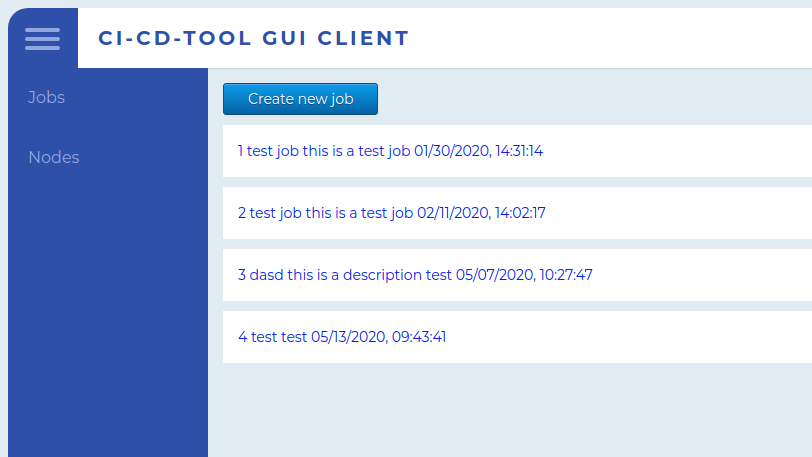 CI-CD-TOOL GUI CLIENT
Jobs
Nodes
Create new job
1 test job this is a test job 01/30/2020, 14:31:14
2 test job this is a test job 02/11/2020, 14:02:17
3 dasd this is a description test 05/07/2020, 10:27:47
4 test test 05/13/2020, 09:43:41